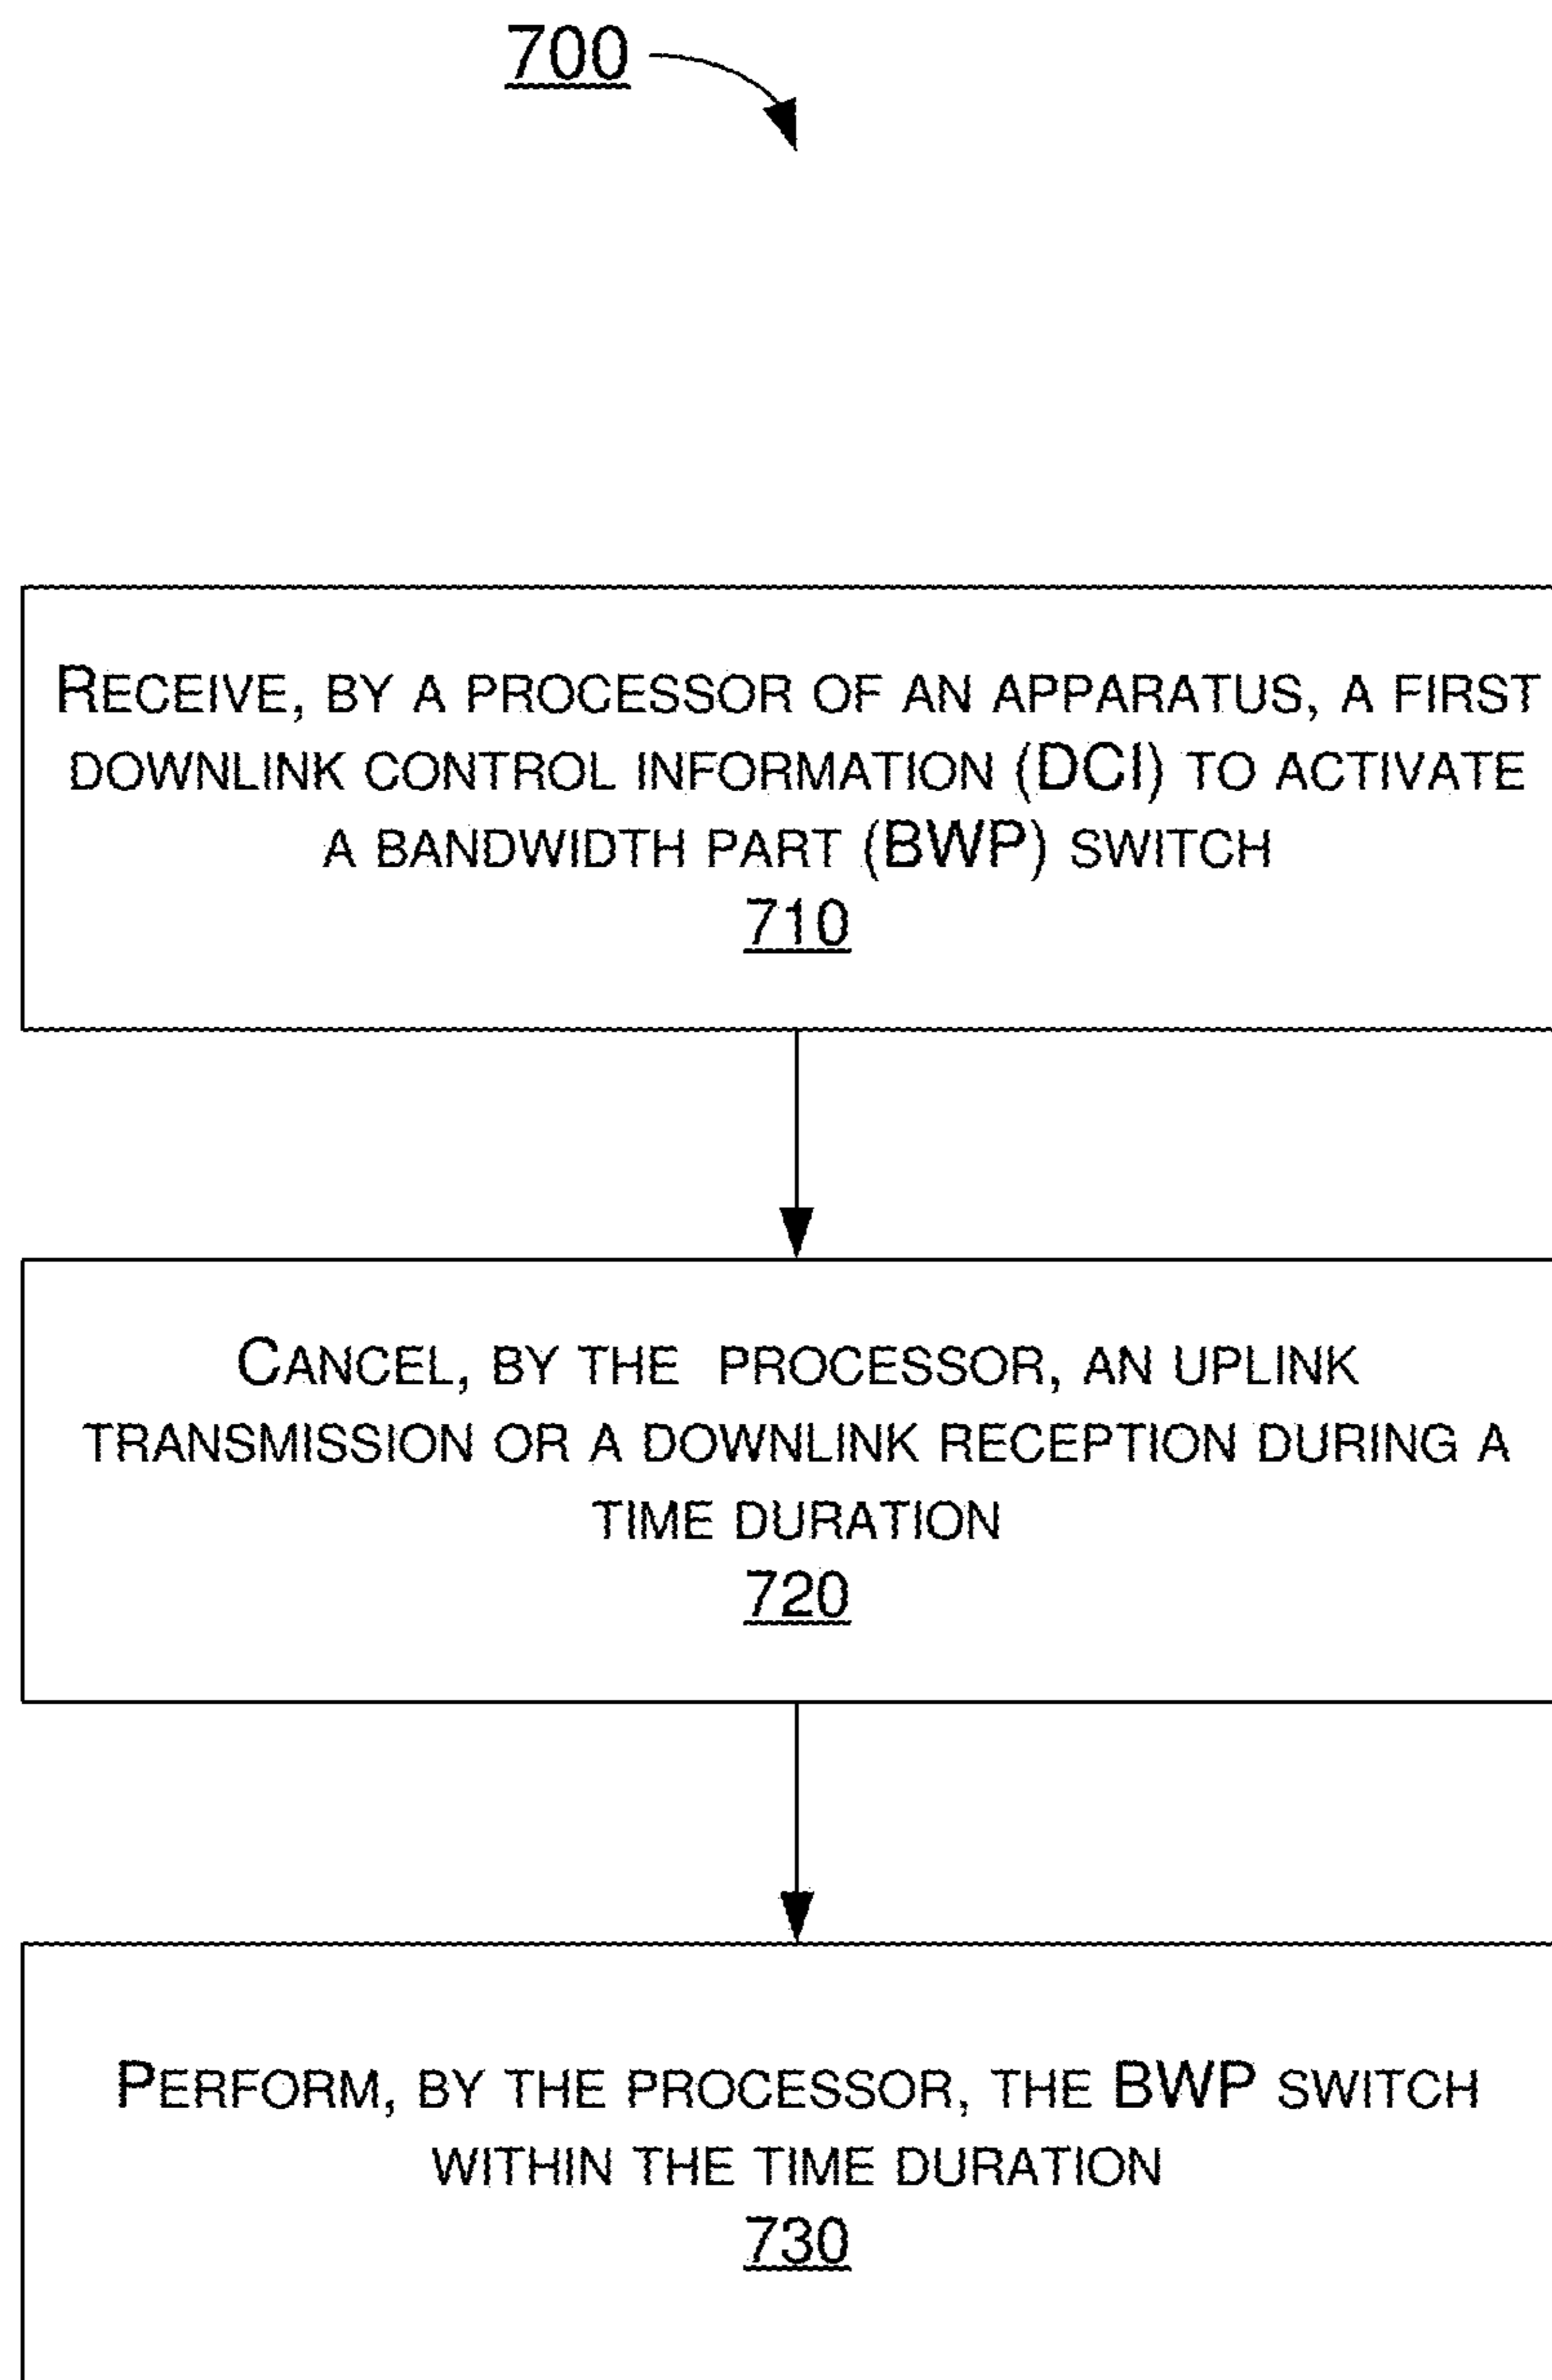 700
RECEIVE, BY A PROCESSOR OF AN APPARATUS, A FIRST
DOWNLINK CONTROL INFORMATION (DCI) TO ACTIVATE
A BANDWIDTH PART (BWP) SWITCH
710
CANCEL, BY THE PROCESSOR, AN UPLINK
TRANSMISSION OR A DOWNLINK RECEPTION DURING A
TIME DURATION
720
PERFORM, BY THE PROCESSOR, THE BWP SWITCH
WITHIN THE TIME DURATION
730